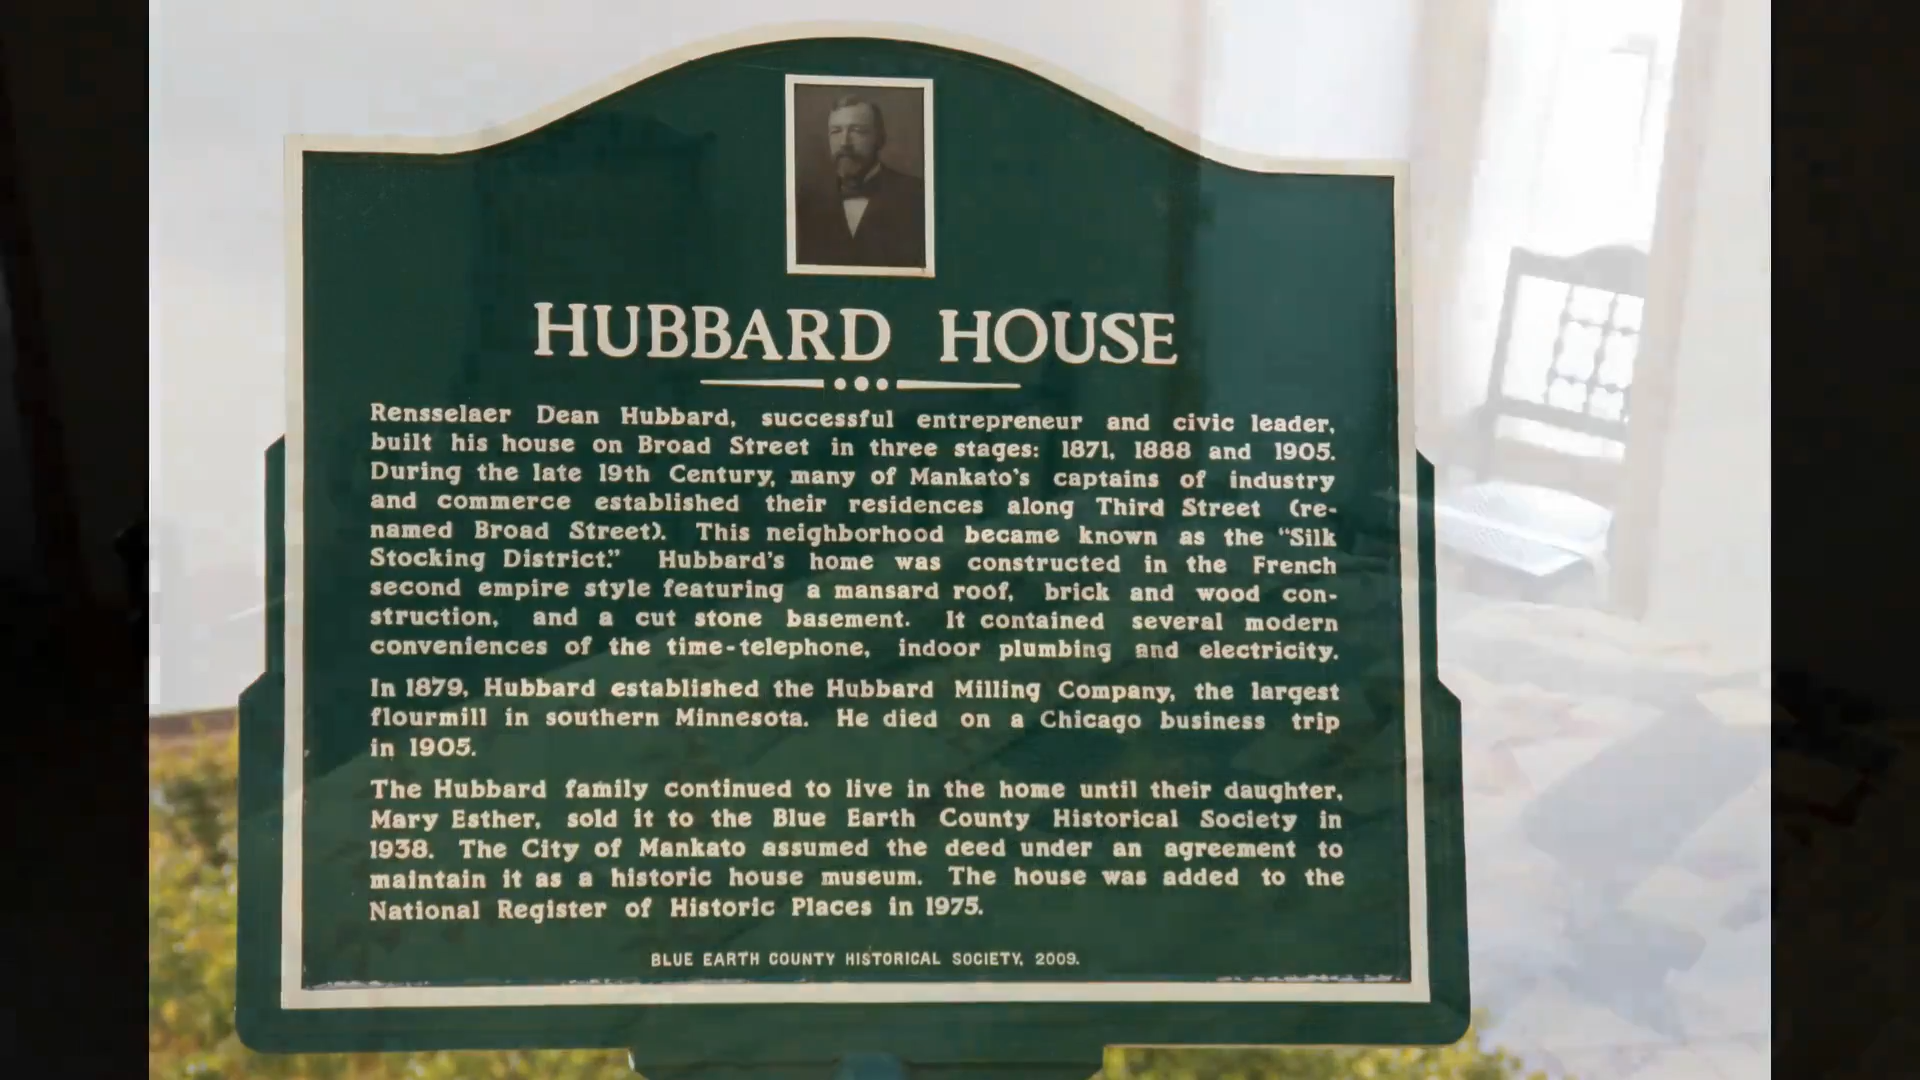 HUBBARD HOUSE
Rensselaer Dean Hubbard, successful entrepreneur and civic leader,
built his house on Broad Street in three stages: 1871, 1888 and 1905.
During the late 19th Century, many of Mankato's captains of industry
and commerce established their residences along Third Street (re-
named Broad Street). This neighborhood became known as the “Silk
Stocking District.” Hubbard's home was constructed in the French
second empire style featuring a mansard roof, brick and wood con-
struction, and a cut stone basement. It contained several modern
conveniences of the time-telephone, indoor plumbing and electricity.
In 1879, Hubbard established the Hubbard Milling Company, the largest
flourmill in southern Minnesota. He died on a Chicago business trip
in 1905.
The Hubbard family continued to live in the home until their daughter,
Mary Esther, sold it to the Blue Earth County Historical Society in
1938. The City of Mankato assumed the deed under an agreement to
maintain it as a historic house museum. The house was added to the
National Register of Historic Places in 1975.
BLUE EARTH COUNTY HISTORICAL SOCIETY, 2009.